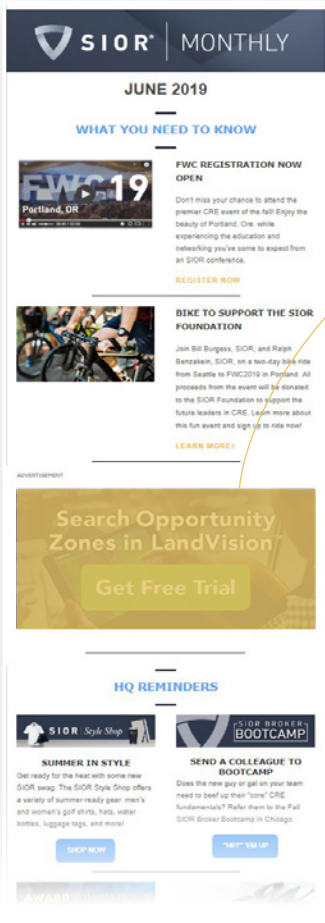 SIOR® | MONTHLY
JUNE 2019
WHAT YOU NEED TO KNOW
FWC 19
Portland, OR
FWC REGISTRATION NOW
OPEN
Don't miss your chance to attend the
premier CRE event of the fall! Enjoy the
beauty of Portland, Ore. while
experiencing the education and
networking you've some to expect from
an SIOR conference.
REGISTER NOW
BIKE TO SUPPORT THE SIOR
FOUNDATION
Join Bill Burgess, SIOR, and Ralph
Benzakein, SIOR, on a two-day bike ride
from Seattle to FWC2019 in Portland. All
proceeds from the event will be donated
to the SIOR Foundation to support the
future leaders in CRE. Learn more about
this fun event and sign up to ride now!
LEARN MORE>
ADVERTISEMENT
Search Opportunity
Zones in LandVision™
Get Free Trial
HQ REMINDERS
SIOR Style Shop
SUMMER IN STYLE
Get ready for the heat with some new
SIOR swag. The SIOR Style Shop offers
a variety of summer-ready gear: men's
and women's golf shirts, hats, water
bottles, luggage tags, and more!
SHOP NOW
SIOR BROKER
BOOTCAMP
SEND A COLLEAGUE TO
BOOTCAMP
Does the new guy or gal on your team
need to beef up their "core" CRE
fundamentals? Refer them to the Fall
SIOR Broker Bootcamp in Chicago.
"HIIT" 'EM UP
AWARD